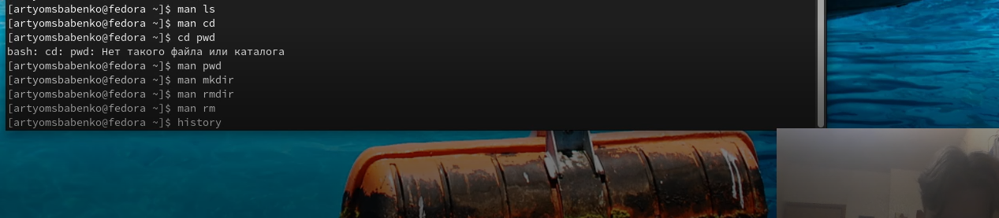 [artyomsbabenko@fedora ~]$ man ls
[artyomsbabenko@fedora ~]$ man cd
[artyomsbabenko@fedora ~]$ cd pwd
bash: cd: pwd: Нет такого файла или каталога
[artyomsbabenko@fedora ~]$ man pwd
[artyomsbabenko@fedora ~]$ man mkdir
[artyomsbabenko@fedora ~]$ man rmdir
[artyomsbabenko@fedora ~]$ man rm
[artyomsbabenko@fedora ~]$ history